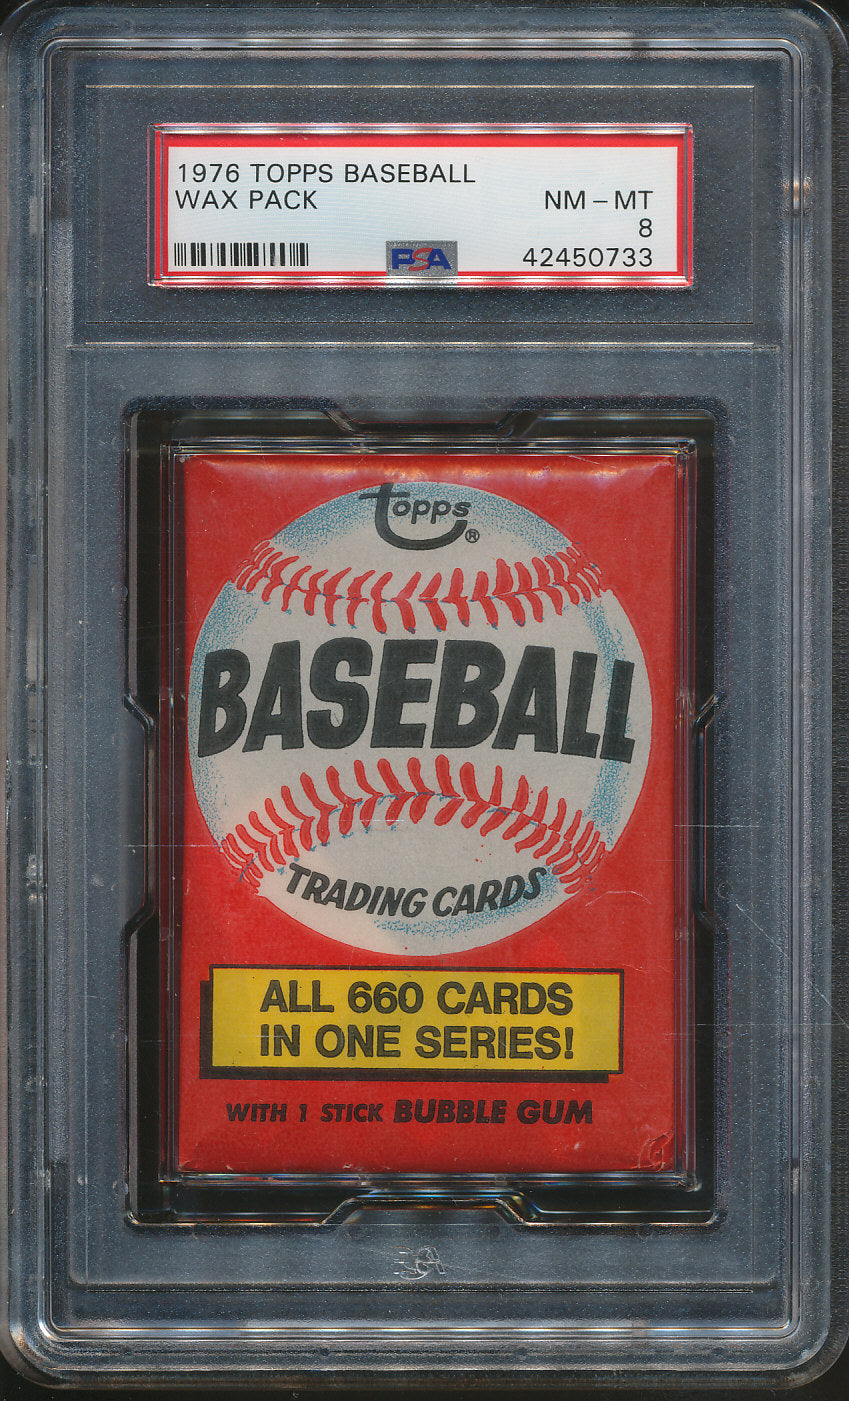 1976 TOPPS BASEBALL
WAX PACK NM - MT
8
PSA 42450733
Topps ®
BASEBALL
TRADING CARDS
ALL 660 CARDS
IN ONE SERIES!
WITH 1 STICK BUBBLE GUM